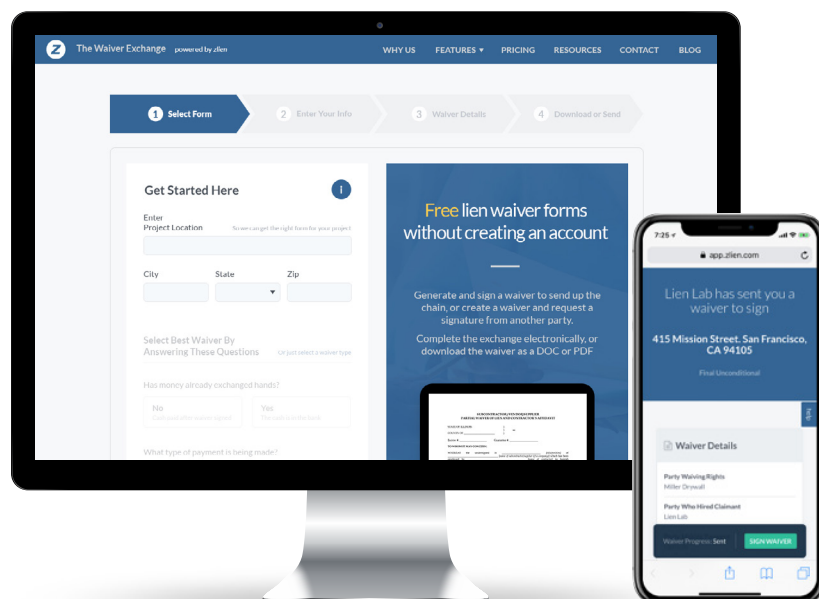 Z The Waiver Exchange powered by zlien WHY US FEATURES ▾ PRICING RESOURCES CONTACT BLOG
1 Select Form 2 Enter Your Info 3 Waiver Details 4 Download or Send
Get Started Here i
Enter
Project Location So we can get the right form for your project
City State Zip
Select Best Waiver By
Answering These Questions Or just select a waiver type
Has money already exchanged hands?
No Yes
What type of payment is being made?
Free lien waiver forms
without creating an account
Generate and sign a waiver to send up the
chain, or create a waiver and request a
signature from another party.
Complete the exchange electronically, or
download the waiver as a DOC or PDF
7:25
app.zlien.com
Lien Lab has sent you a
waiver to sign
415 Mission Street. San Francisco,
CA 94105
Final Unconditional
help
Waiver Details
Party Waiving Rights
Miller Drywall
Party Who Hired Claimant
Lien Lab
Waiver Progress: Sent SIGN WAIVER